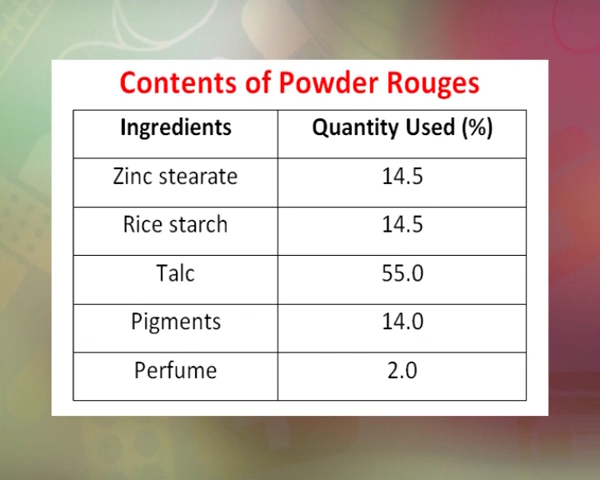 Contents of Powder Rouges
Ingredients Quantity Used (%)
Zinc stearate 14.5
Rice starch 14.5
Talc 55.0
Pigments 14.0
Perfume 2.0